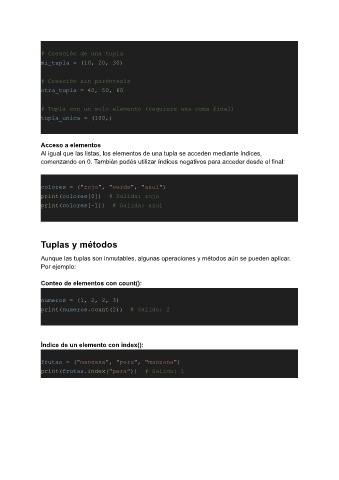 # Creación de una tupla
mi_tupla = (10, 20, 30)
# Creación sin paréntesis
otra_tupla = 40, 50, 60
# Tupla con un solo elemento (requiere una coma final)
tupla_unica = (100,)
Acceso a elementos
Al igual que las listas, los elementos de una tupla se acceden mediante índices,
comenzando en 0. También podés utilizar índices negativos para acceder desde el final:
colores = ("rojo", "verde", "azul")
print(colores[0])  # Salida: rojo
print(colores[-1])  # Salida: azul
Tuplas y métodos
Aunque las tuplas son inmutables, algunas operaciones y métodos aún se pueden aplicar.
Por ejemplo:
Conteo de elementos con count():
numeros = (1, 2, 2, 3)
print(numeros.count(2))  # Salida: 2
Índice de un elemento con index():
frutas = ("manzana", "pera", "manzana")
print(frutas.index("pera"))  # Salida: 1